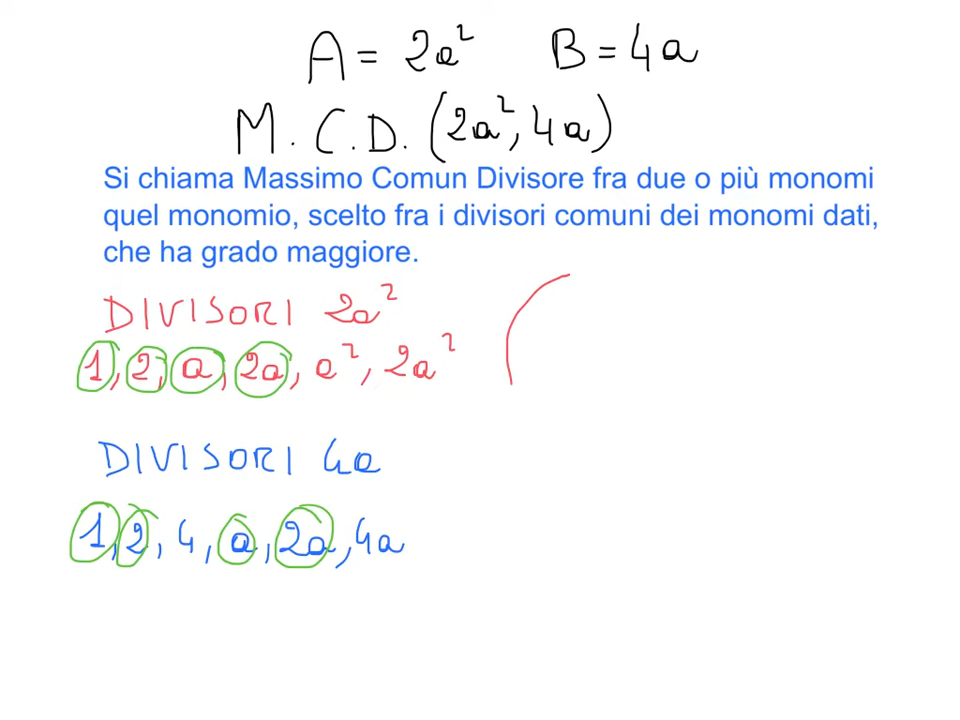 A = 2a² B = 4a
M.C.D. (2a², 4a)
Si chiama Massimo Comun Divisore fra due o più monomi
quel monomio, scelto fra i divisori comuni dei monomi dati,
che ha grado maggiore.
DIVISORI 2a²
1, 2, a, 2a, a², 2a²
DIVISORI 4a
1, 2, 4, a, 2a, 4a